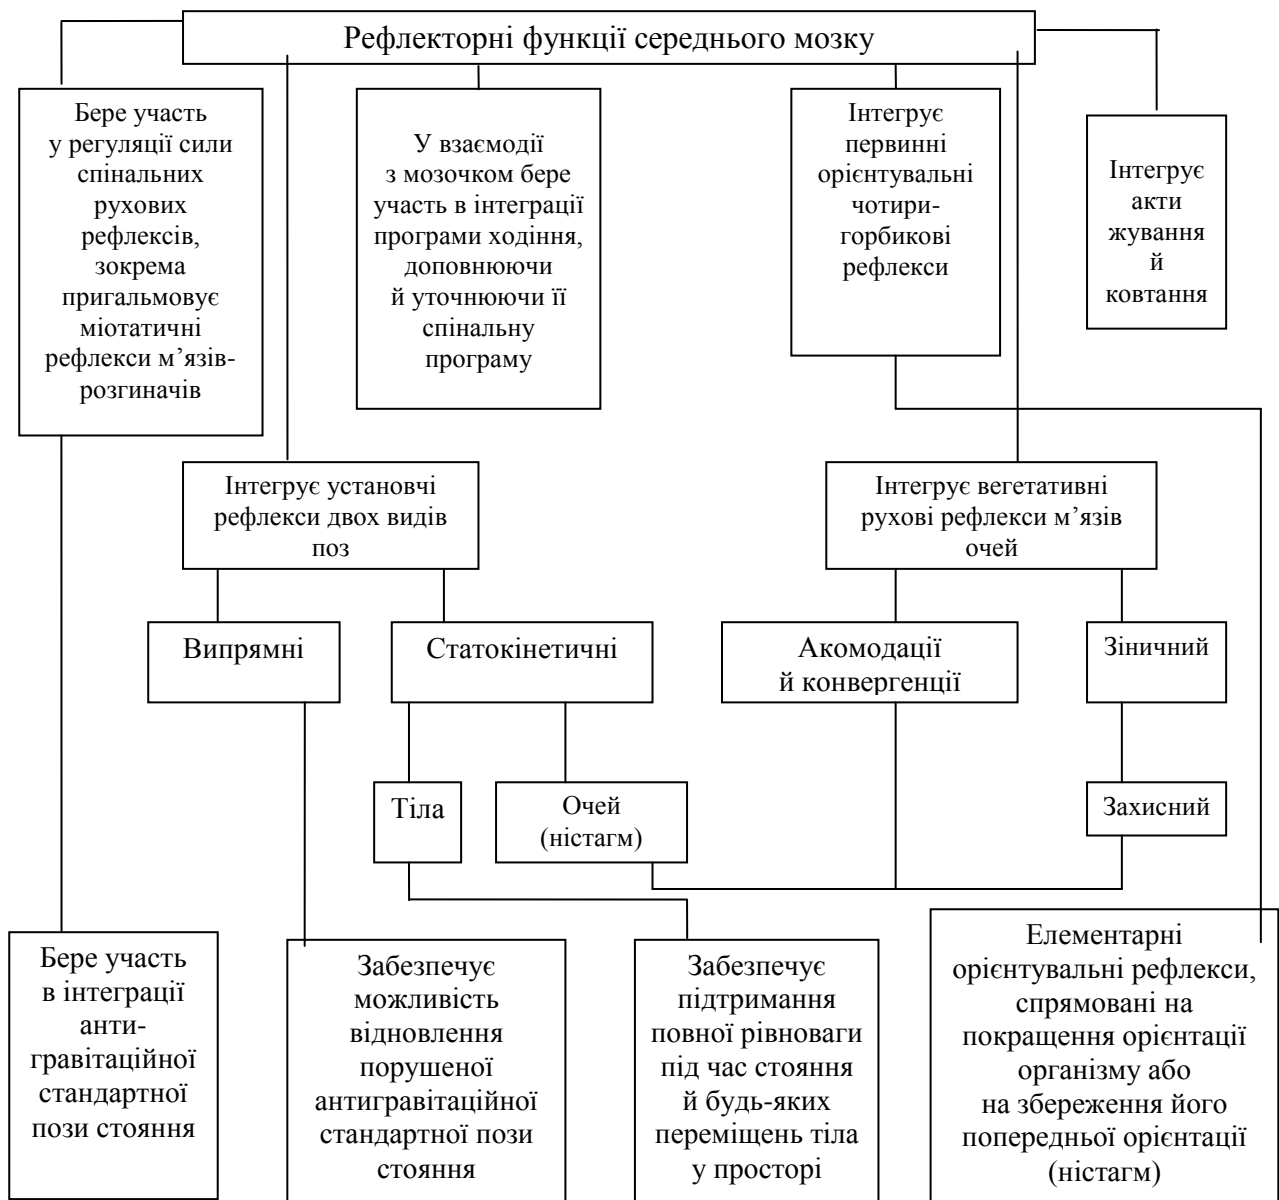 Рефлекторні функції середнього мозку
Бере участь
у регуляції сили
спінальних
рухових
рефлексів,
зокрема
пригальмовує
міотатичні
рефлекси м’язів-
розгиначів
У взаємодії
з мозочком бере
участь в інтеграції
програми ходіння,
доповнюючи
й уточнюючи її
спінальну
програму
Інтегрує
первинні
орієнтувальні
чотири-
горбикові
рефлекси
Інтегрує
акти
жування
й
ковтання
Інтегрує установчі
рефлекси двох видів
поз
Інтегрує вегетативні
рухові рефлекси м’язів
очей
Випрямні
Статокінетичні
Акомодації
й конвергенції
Зіничний
Тіла
Очей
(ністагм)
Захисний
Бере участь
в інтеграції
анти-
гравітаційної
стандартної
пози стояння
Забезпечує
можливість
відновлення
порушеної
антигравітаційної
стандартної пози
стояння
Забезпечує
підтримання
повної рівноваги
під час стояння
й будь-яких
переміщень тіла
у просторі
Елементарні
орієнтувальні рефлекси,
спрямовані на
покращення орієнтації
організму або
на збереження його
попередньої орієнтації
(ністагм)